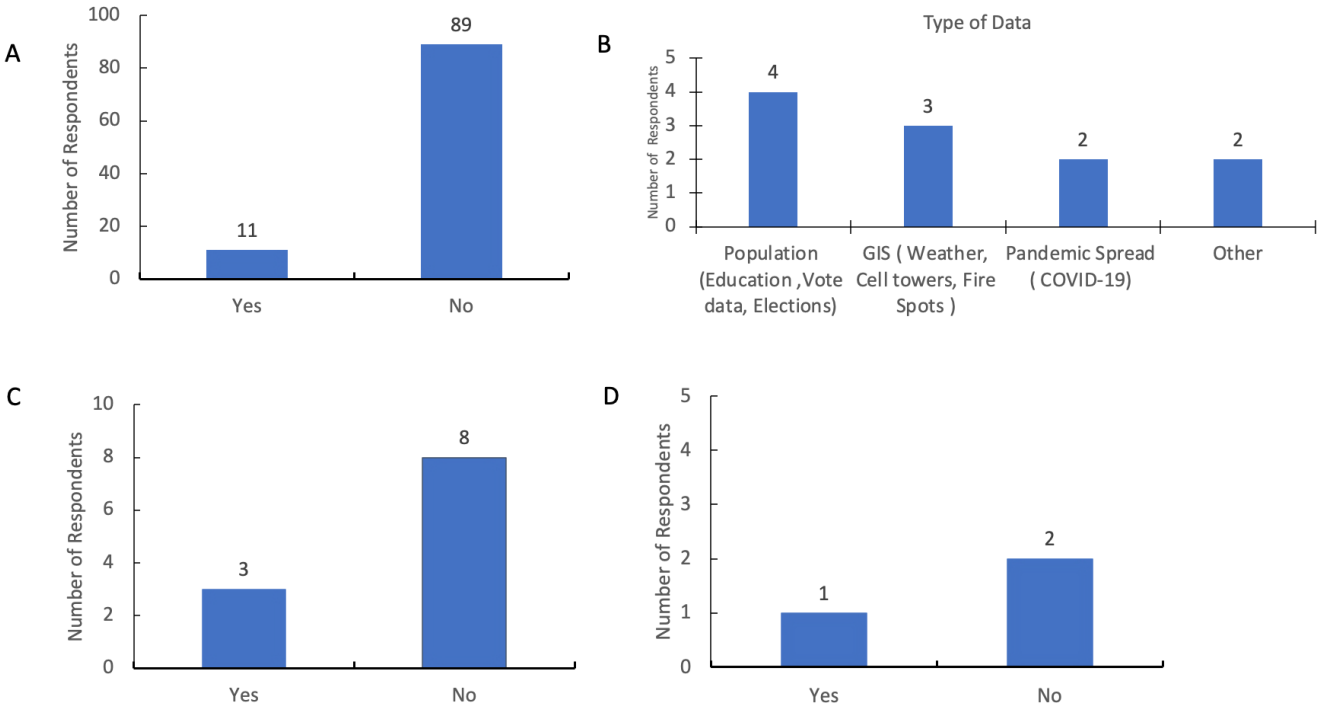 A
Number of Respondents
100
80
60
40
20
0
11
89
Yes
No
B
Type of Data
Number of Respondents
5
4
3
2
1
0
4
3
2
2
Population
(Education ,Vote
data, Elections)
GIS ( Weather,
Cell towers, Fire
Spots )
Pandemic Spread
( COVID-19)
Other
C
Number of Respondents
10
8
6
4
2
0
3
8
Yes
No
D
Number of Respondents
5
4
3
2
1
0
1
2
Yes
No